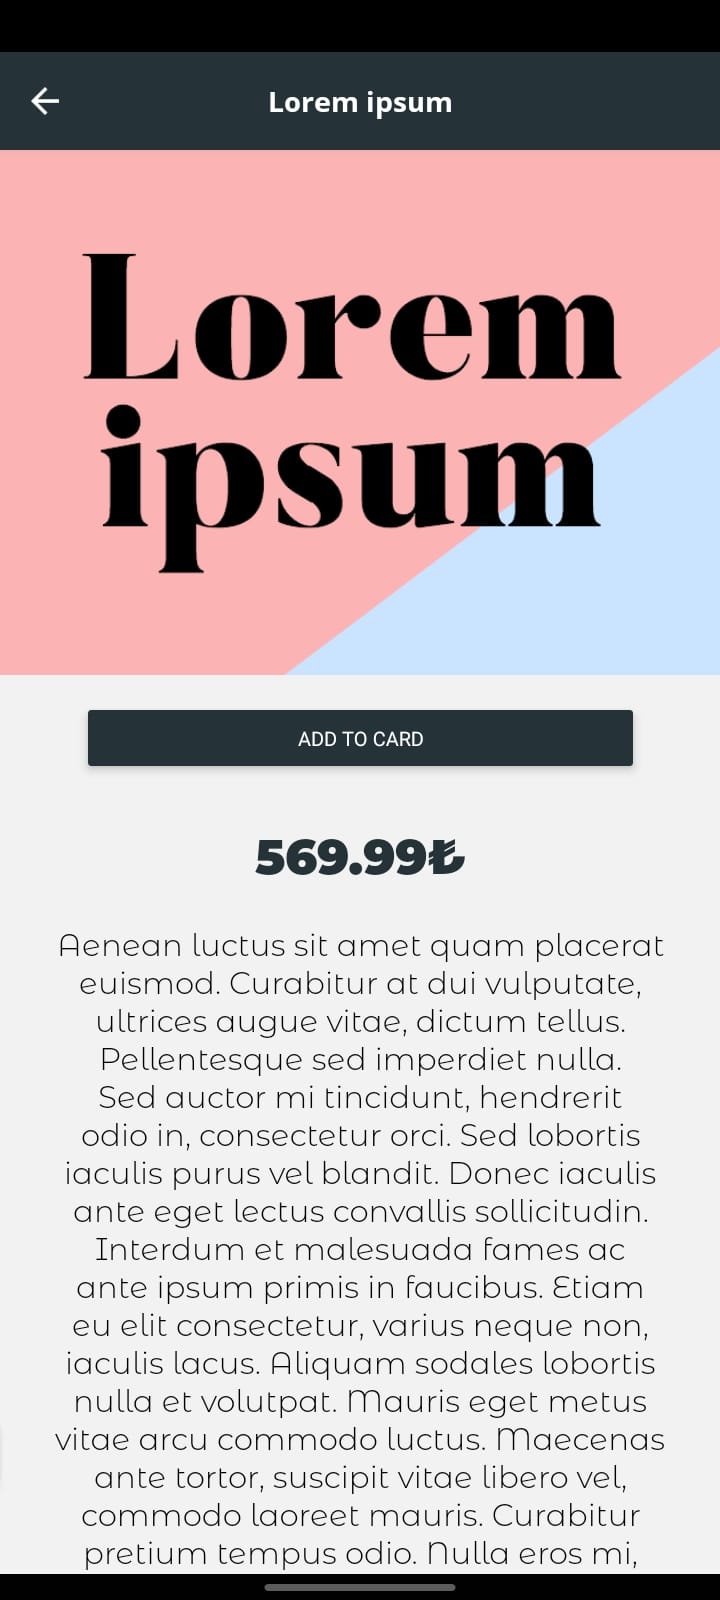 Lorem ipsum
Lorem
ipsum
ADD TO CARD
569.99₺
Aenean luctus sit amet quam placerat
euismod. Curabitur at dui vulputate,
ultrices augue vitae, dictum tellus.
Pellentesque sed imperdiet nulla.
Sed auctor mi tincidunt, hendrerit
odio in, consectetur orci. Sed lobortis
iaculis purus vel blandit. Donec iaculis
ante eget lectus convallis sollicitudin.
Interdum et malesuada fames ac
ante ipsum primis in faucibus. Etiam
eu elit consectetur, varius neque non,
iaculis lacus. Aliquam sodales lobortis
nulla et volutpat. Mauris eget metus
vitae arcu commodo luctus. Maecenas
ante tortor, suscipit vitae libero vel,
commodo laoreet mauris. Curabitur
pretium tempus odio. Nulla eros mi,